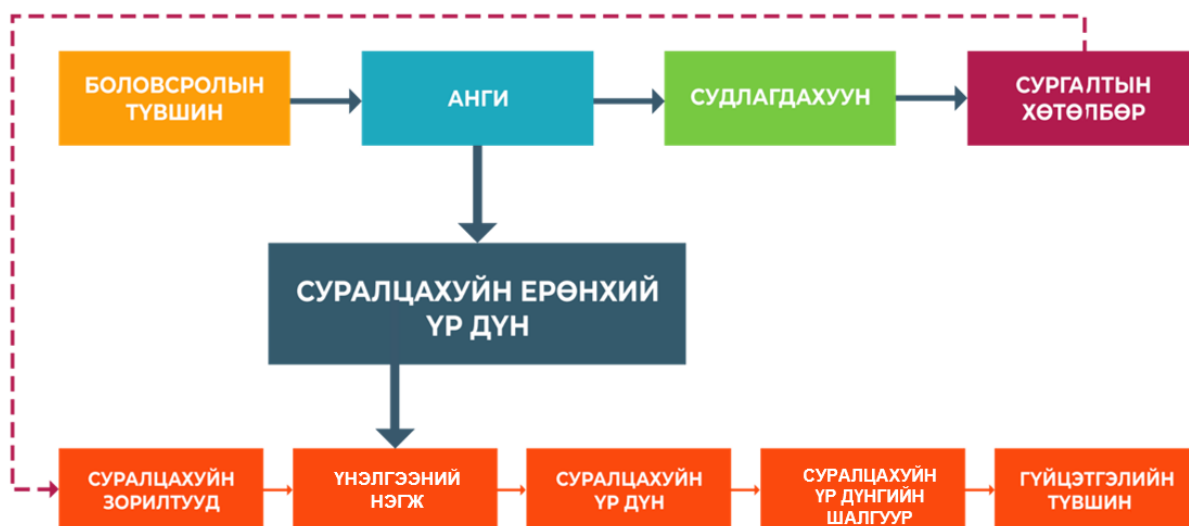 БОЛОВСРОЛЫН
ТҮВШИН
АНГИ
СУДЛАГДАХУУН
СУРГАЛТЫН
ХӨТӨЛБӨР
СУРАЛЦАХУЙН ЕРӨНХИЙ
ҮР ДҮН
СУРАЛЦАХУЙН
ЗОРИЛТУУД
ҮНЭЛГЭЭНИЙ
НЭГЖ
СУРАЛЦАХУЙН
ҮР ДҮН
СУРАЛЦАХУЙН
ҮР ДҮНГИЙН
ШАЛГУУР
ГҮЙЦЭТГЭЛИЙН
ТҮВШИН